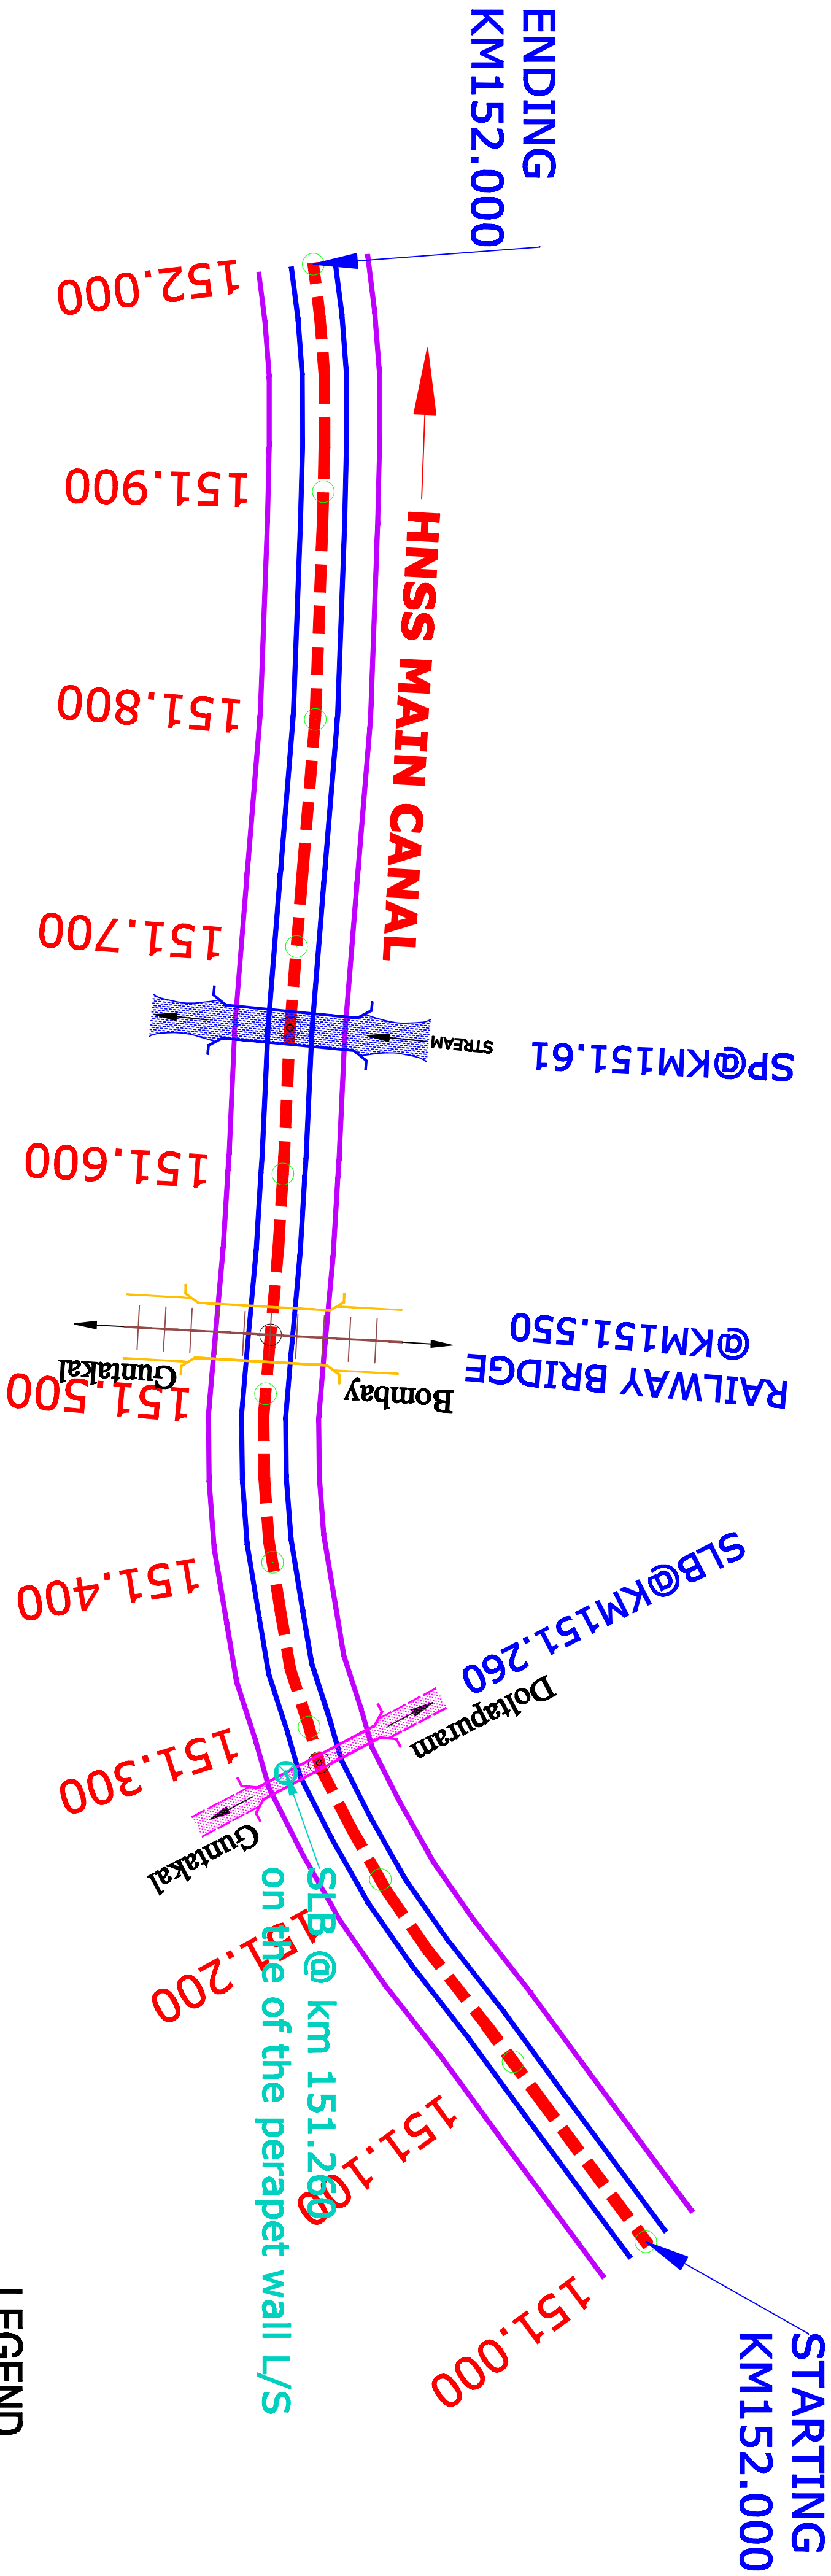 ENDING
KM152.000
152.000
151.900
HNSS MAIN CANAL
151.800
151.700
STREAM
SP@KM151.61
151.600
RAILWAY BRIDGE
@KM151.550
Guntakal
Bombay
151.500
151.400
SLB@KM151.260
Doltapuram
151.300
Guntakal
SLB @ km 151.260
on the of the perapet wall L/S
151.200
151.100
151.000
STARTING
KM152.000
LEGEND